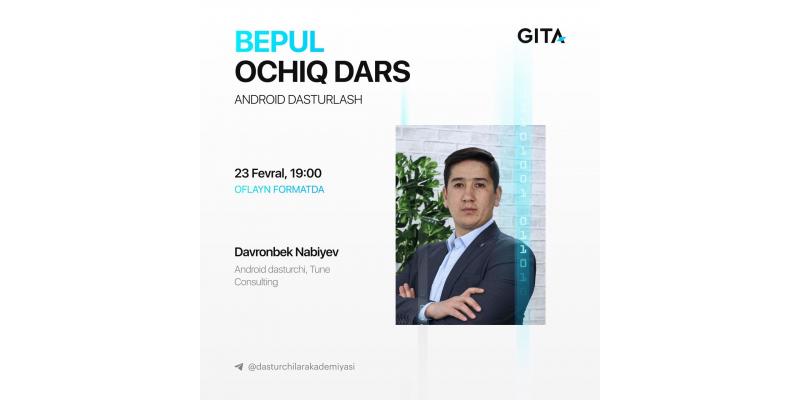 BEPUL
GITA
OCHIQ DARS
ANDROID DASTURLASH
23 Fevral, 19:00
OFLAYN FORMATDA
Davronbek Nabiyev
Android dasturchi, Tune
Consulting
@dasturchilarakademiyasi